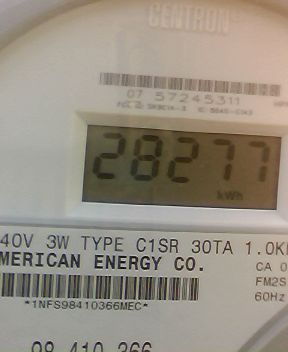 CENTRON
07 57245311
28277
kWh
40V 3W TYPE C1SR 30TA 1.0K
MERICAN ENERGY CO.
CA 0
FM2S
*1NFS98410366MEC*
60Hz
98 410 366